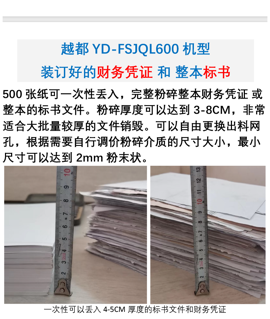 越都 YD-FSJQL600 机型
装订好的财务凭证 和 整本标书
500 张纸可一次性丢入，完整粉碎整本财务凭证 或
整本的标书文件。粉碎厚度可以达到 3-8CM，非常
适合大批量较厚的文件销毁。可以自由更换出料网
孔，根据需要自行调价粉碎介质的尺寸大小，最小
尺寸可以达到 2mm 粉末状。
一次性可以丢入 4-5CM 厚度的标书文件和财务凭证